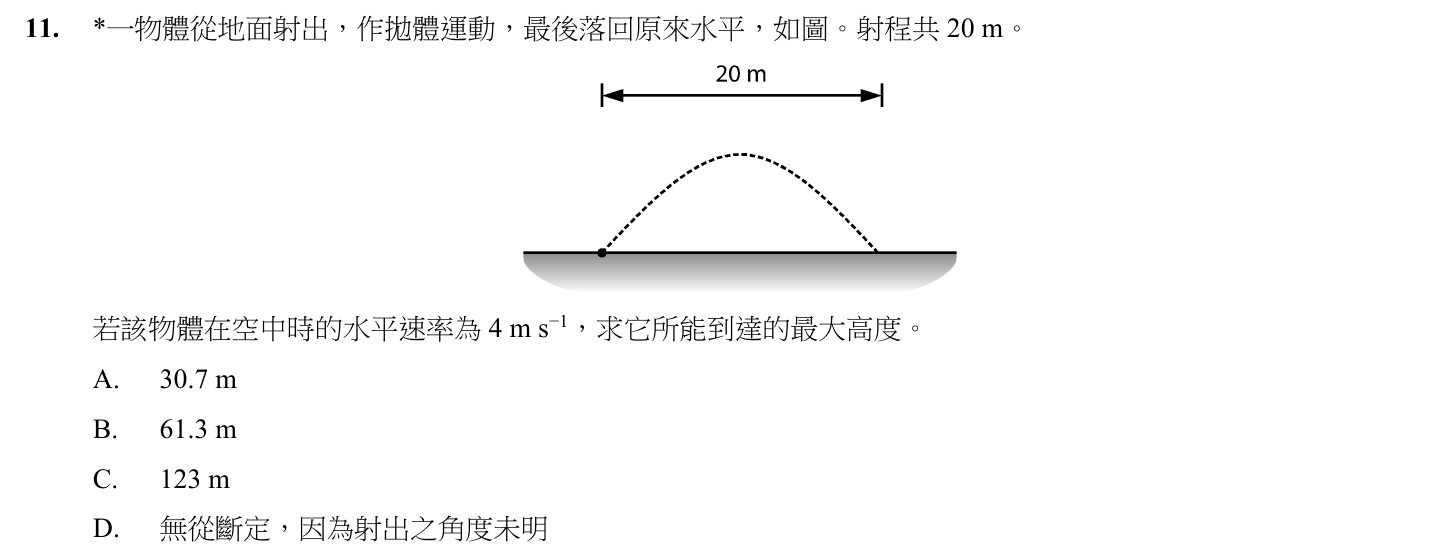 11. *一物體從地面射出，作拋體運動，最後落回原來水平，如圖。射程共 20 m。
20 m
若該物體在空中時的水平速率為 4 m s⁻¹，求它所能到達的最大高度。
A. 30.7 m
B. 61.3 m
C. 123 m
D. 無從斷定，因為射出之角度未明